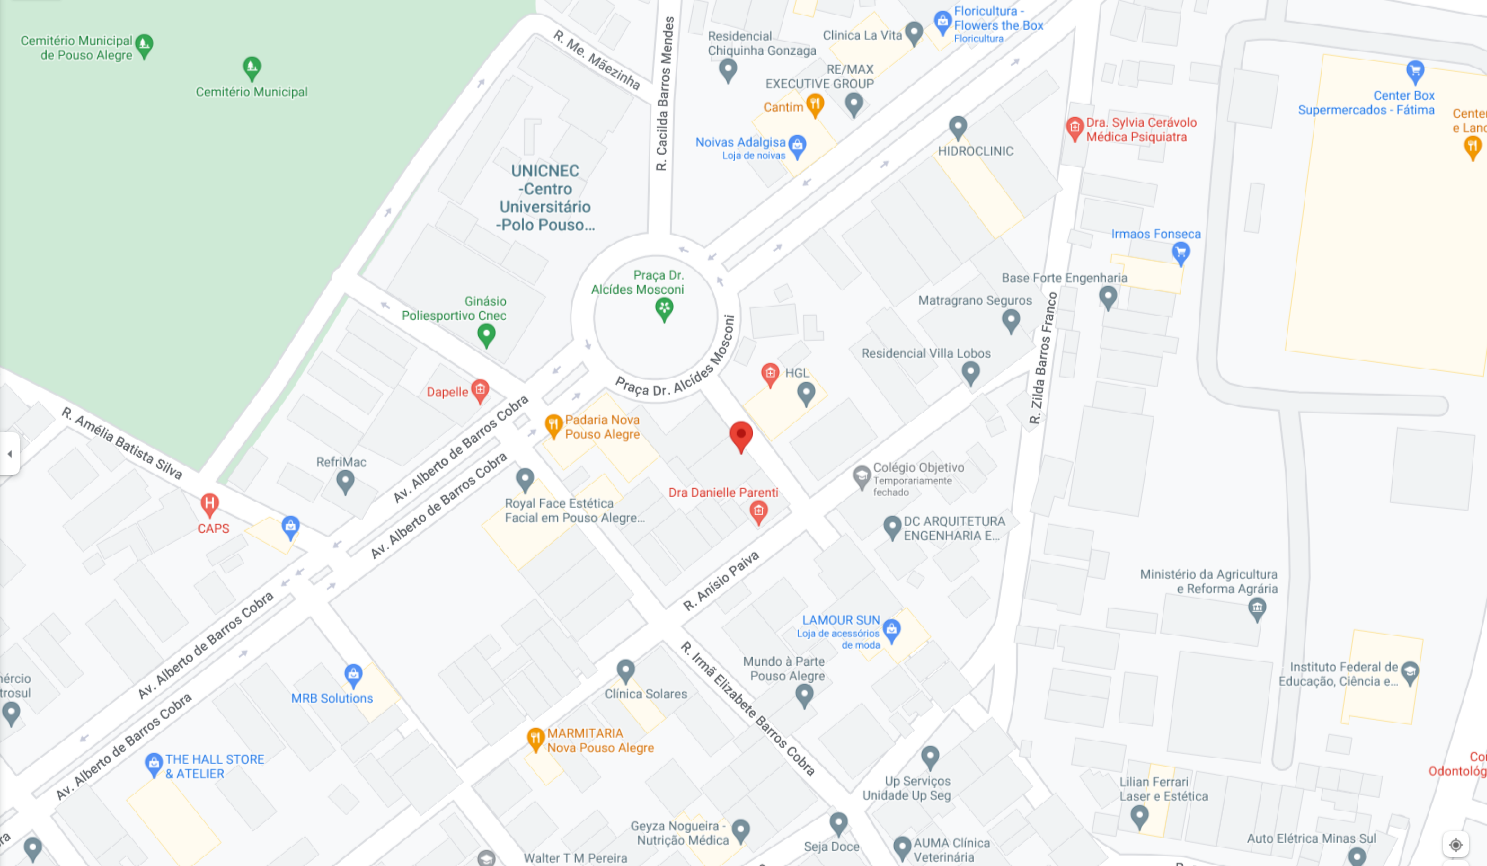 Cemitério Municipal
de Pouso Alegre
Cemitério Municipal
R. Me. Mãezinha
R. Cacilda Barros Mendes
Residencial
Chiquinha Gonzaga
Clinica La Vita
Floricultura -
Flowers the Box
Floricultura
RE/MAX
EXECUTIVE GROUP
Cantim
Noivas Adalgisa
Loja de noivas
HIDROCLINIC
Dra. Sylvia Cerávolo
Médica Psiquiatra
Center Box
Supermercados - Fátima
Center
e Lanc
UNICNEC
-Centro
Universitário
-Polo Pouso...
Irmaos Fonseca
Base Forte Engenharia
Matragrano Seguros
Residencial Villa Lobos
R. Zilda Barros Franco
Praça Dr.
Alcídes Mosconi
Praça Dr. Alcídes Mosconi
Ginásio
Poliesportivo Cnec
HGL
Dapelle
Padaria Nova
Pouso Alegre
R. Amélia Batista Silva
RefriMac
CAPS
Av. Alberto de Barros Cobra
Av. Alberto de Barros Cobra
Royal Face Estética
Facial em Pouso Alegre...
Dra Danielle Parenti
Colégio Objetivo
Temporariamente
fechado
DC ARQUITETURA
ENGENHARIA E...
R. Anísio Paiva
Ministério da Agricultura
e Reforma Agrária
LAMOUR SUN
Loja de acessórios
de moda
Mundo à Parte
Pouso Alegre
Instituto Federal de
Educação, Ciência e...
Av. Alberto de Barros Cobra
Av. Alberto de Barros Cobra
mércio
trosul
MRB Solutions
Clínica Solares
R. Irmã Elizabete Barros Cobra
MARMITARIA
Nova Pouso Alegre
THE HALL STORE
& ATELIER
Up Serviços
Unidade Up Seg
Lilian Ferrari
Laser e Estética
Odontológ
Geyza Nogueira -
Nutrição Médica
Seja Doce
AUMA Clínica
Veterinária
Auto Elétrica Minas Sul
Walter T M Pereira